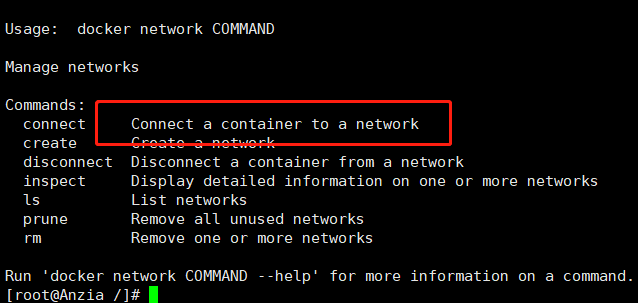 Usage:  docker network COMMAND
Manage networks
Commands:
  connect     Connect a container to a network
  create      Create a network
  disconnect  Disconnect a container from a network
  inspect     Display detailed information on one or more networks
  ls          List networks
  prune       Remove all unused networks
  rm          Remove one or more networks
Run 'docker network COMMAND --help' for more information on a command.
[root@Anzia /]#